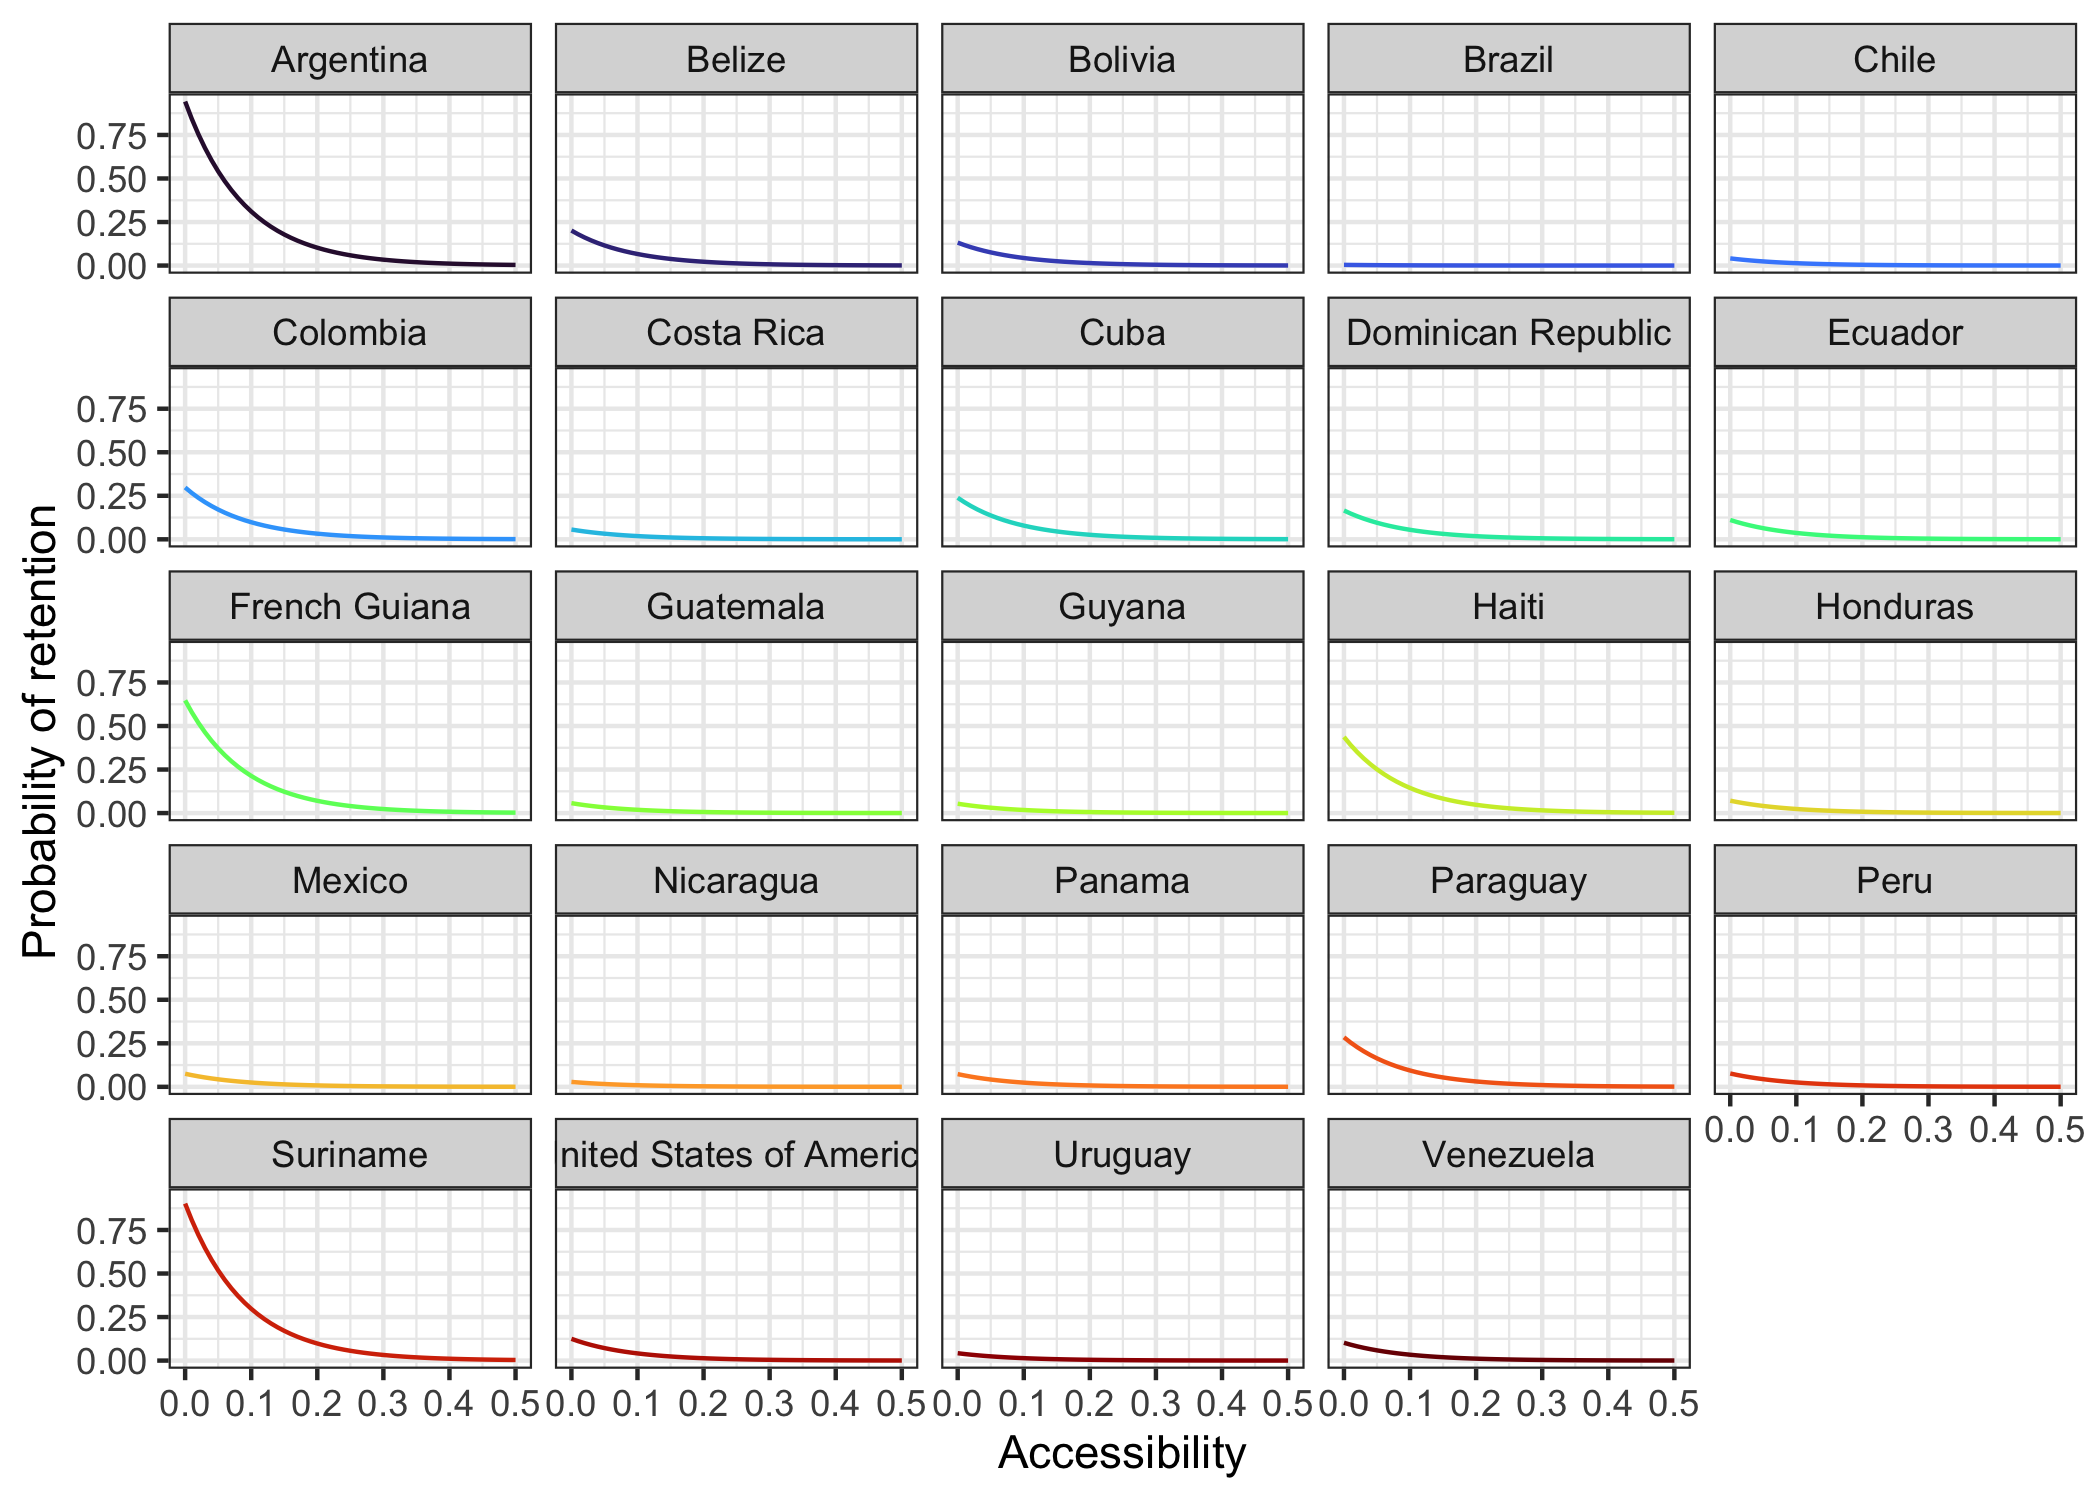 Argentina Belize Bolivia Brazil Chile
0.75
0.50
0.25
0.00
Colombia Costa Rica Cuba Dominican Republic Ecuador
0.75
0.50
0.25
0.00
French Guiana Guatemala Guyana Haiti Honduras
0.75
0.50
0.25
0.00
Mexico Nicaragua Panama Paraguay Peru
0.75
0.50
0.25
0.00
0.0 0.1 0.2 0.3 0.4 0.5
Suriname nited States of Americ Uruguay Venezuela
0.75
0.50
0.25
0.00
0.0 0.1 0.2 0.3 0.4 0.5 0.0 0.1 0.2 0.3 0.4 0.5 0.0 0.1 0.2 0.3 0.4 0.5 0.0 0.1 0.2 0.3 0.4 0.5
Accessibility
Probability of retention